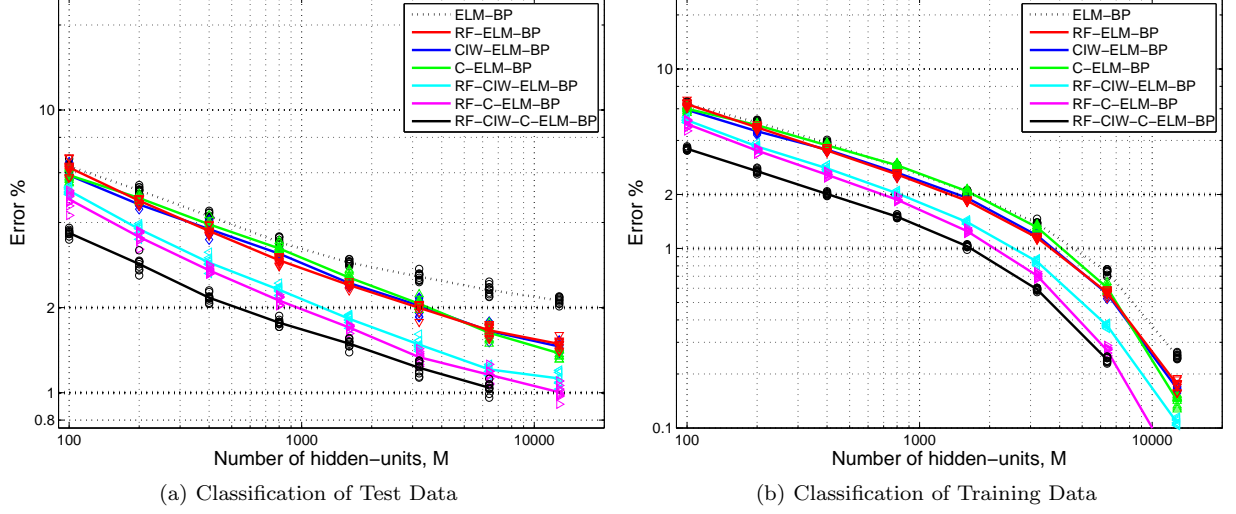 ELM−BP
RF−ELM−BP
CIW−ELM−BP
C−ELM−BP
RF−CIW−ELM−BP
RF−C−ELM−BP
RF−CIW−C−ELM−BP
10
2
1
0.8
Error %
100
1000
10000
Number of hidden−units, M
(a) Classification of Test Data
ELM−BP
RF−ELM−BP
CIW−ELM−BP
C−ELM−BP
RF−CIW−ELM−BP
RF−C−ELM−BP
RF−CIW−C−ELM−BP
10
2
1
0.1
Error %
100
1000
10000
Number of hidden−units, M
(b) Classification of Training Data